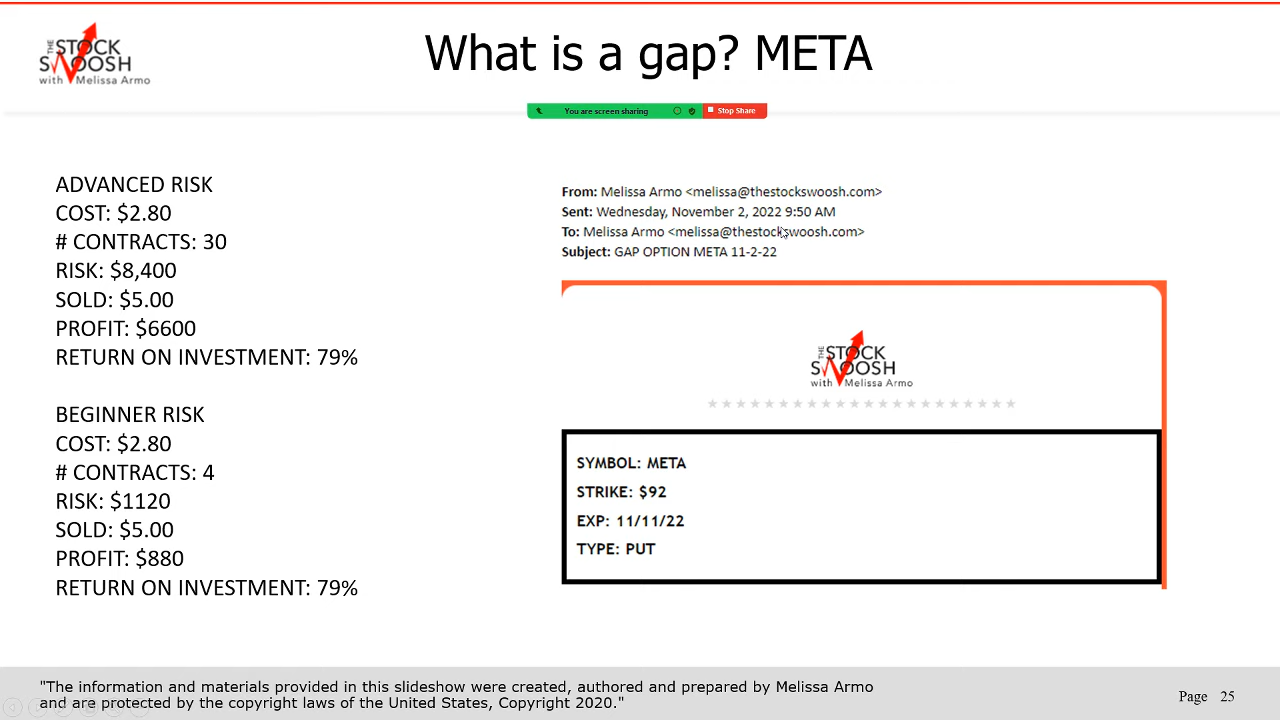 THE STOCK SWOOSH
with Melissa Armo
What is a gap? META
You are screen sharing Stop Share
ADVANCED RISK
COST: $2.80
# CONTRACTS: 30
RISK: $8,400
SOLD: $5.00
PROFIT: $6600
RETURN ON INVESTMENT: 79%
BEGINNER RISK
COST: $2.80
# CONTRACTS: 4
RISK: $1120
SOLD: $5.00
PROFIT: $880
RETURN ON INVESTMENT: 79%
From: Melissa Armo <melissa@thestockswoosh.com>
Sent: Wednesday, November 2, 2022 9:50 AM
To: Melissa Armo <melissa@thestockswoosh.com>
Subject: GAP OPTION META 11-2-22
THE STOCK SWOOSH
with Melissa Armo
SYMBOL: META
STRIKE: $92
EXP: 11/11/22
TYPE: PUT
"The information and materials provided in this slideshow were created, authored and prepared by Melissa Armo
and are protected by the copyright laws of the United States, Copyright 2020."
Page 25